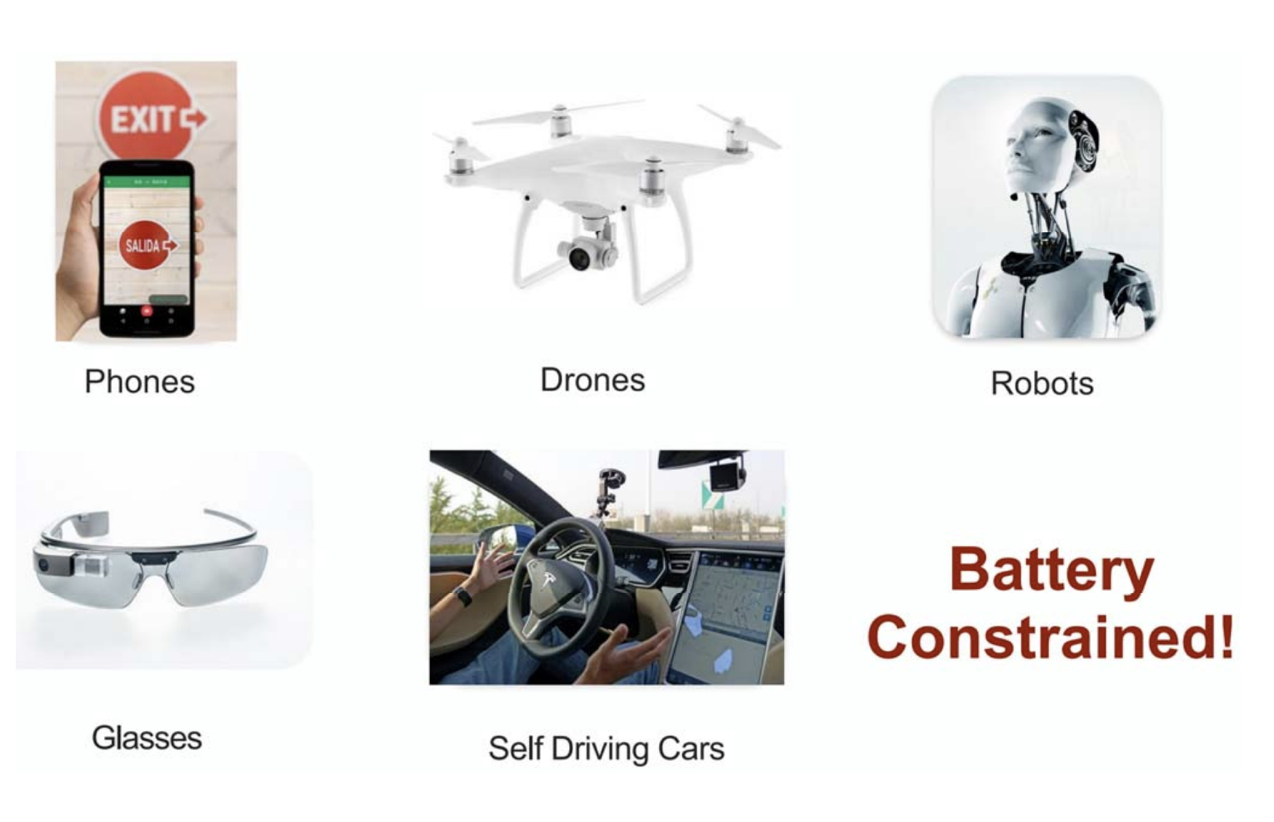 EXIT
SALIDA
Phones
Drones
Robots
Glasses
Self Driving Cars
Battery
Constrained!